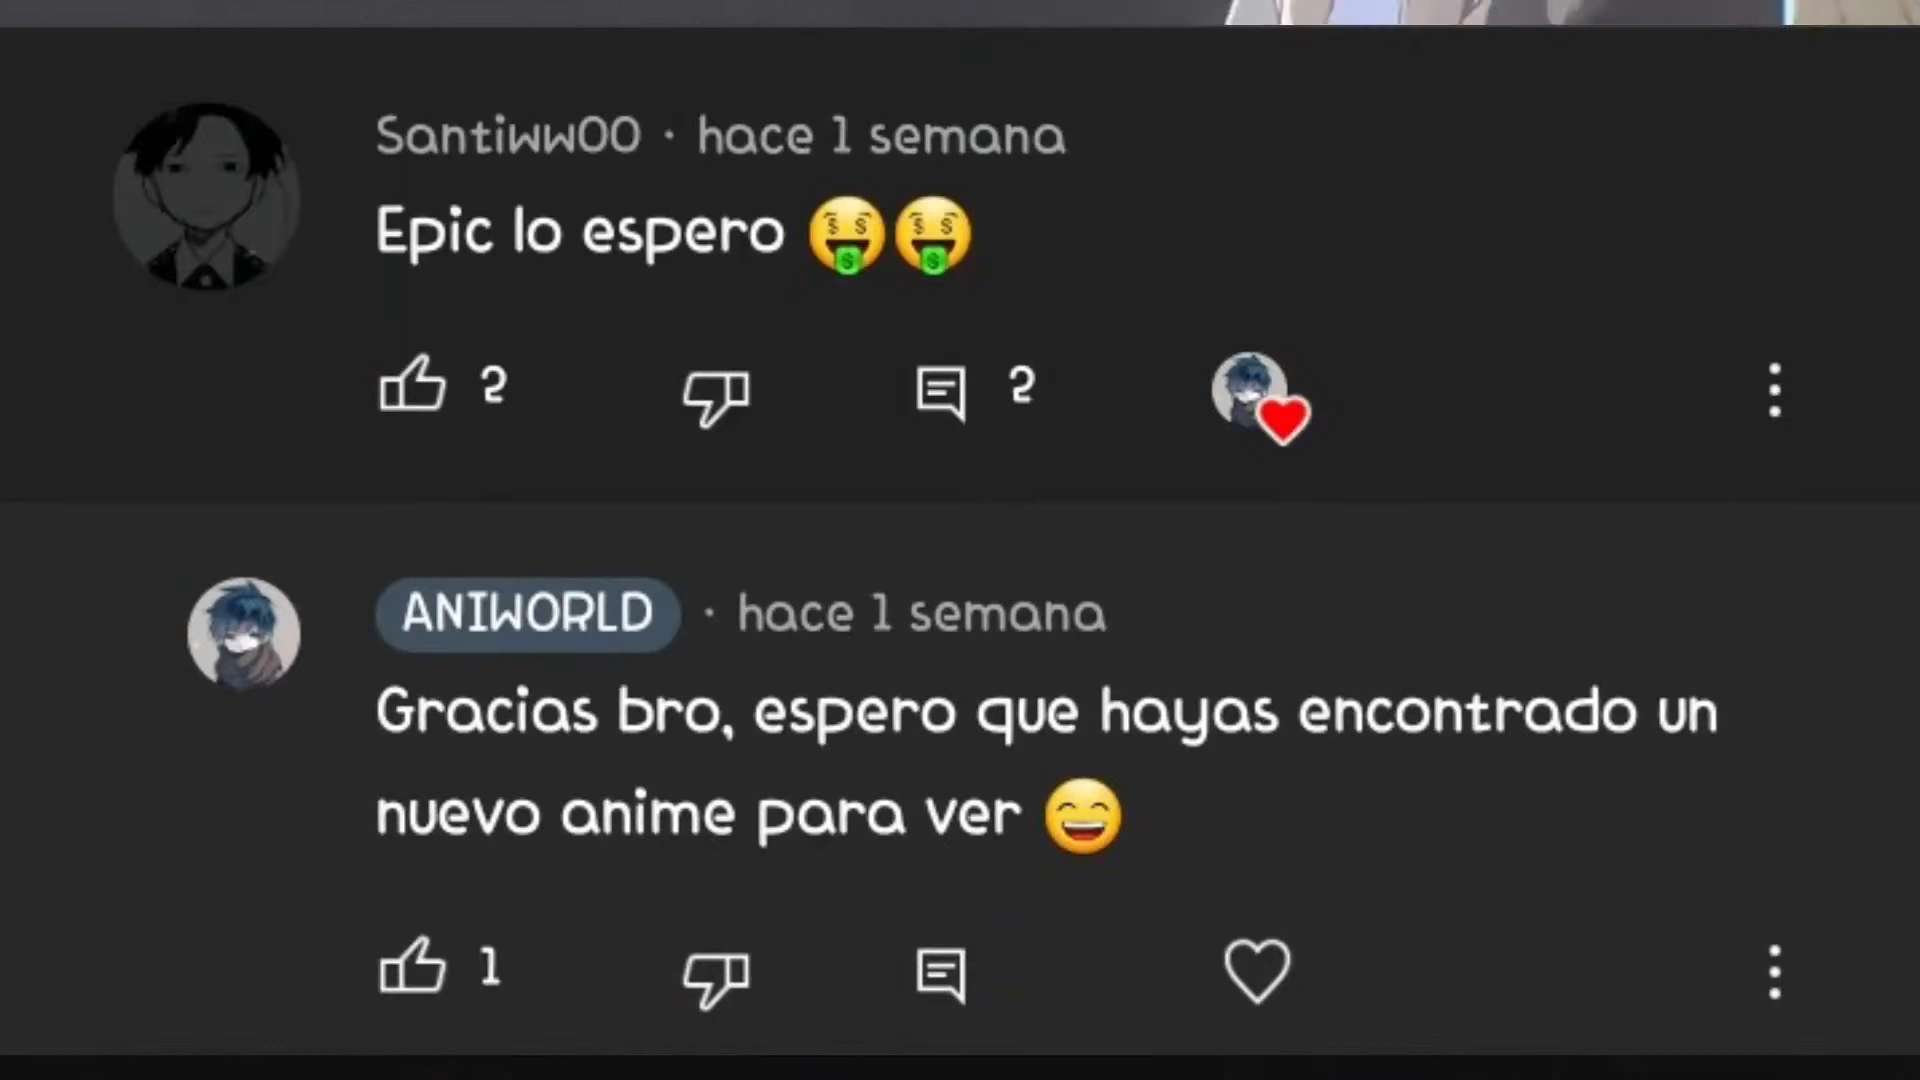 Santiww00 · hace 1 semana
Epic lo espero 🤑🤑
2 2
ANIWORLD · hace 1 semana
Gracias bro, espero que hayas encontrado un
nuevo anime para ver 😄
1